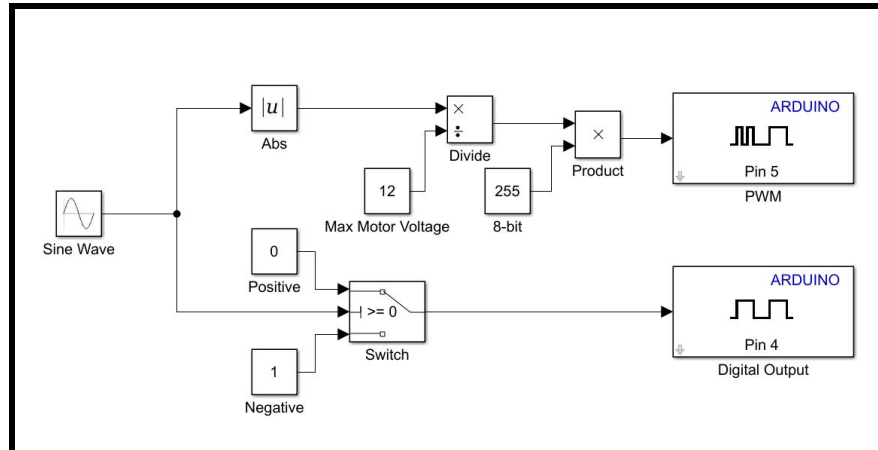 |u|
Abs
×
÷
Divide
12
Max Motor Voltage
255
8-bit
×
Product
ARDUINO
Pin 5
PWM
Sine Wave
0
Positive
>= 0
Switch
1
Negative
ARDUINO
Pin 4
Digital Output